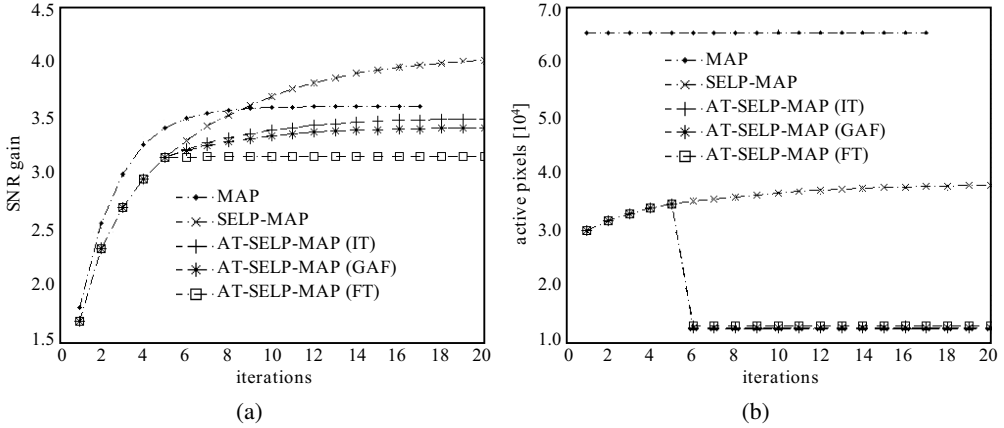 4.5
4.0
3.5
3.0
2.5
2.0
1.5
SNR gain
MAP
SELP-MAP
AT-SELP-MAP (IT)
AT-SELP-MAP (GAF)
AT-SELP-MAP (FT)
0 2 4 6 8 10 12 14 16 18 20
iterations
(a)
7.0
6.0
5.0
4.0
3.0
2.0
1.0
active pixels [10⁴]
MAP
SELP-MAP
AT-SELP-MAP (IT)
AT-SELP-MAP (GAF)
AT-SELP-MAP (FT)
0 2 4 6 8 10 12 14 16 18 20
iterations
(b)